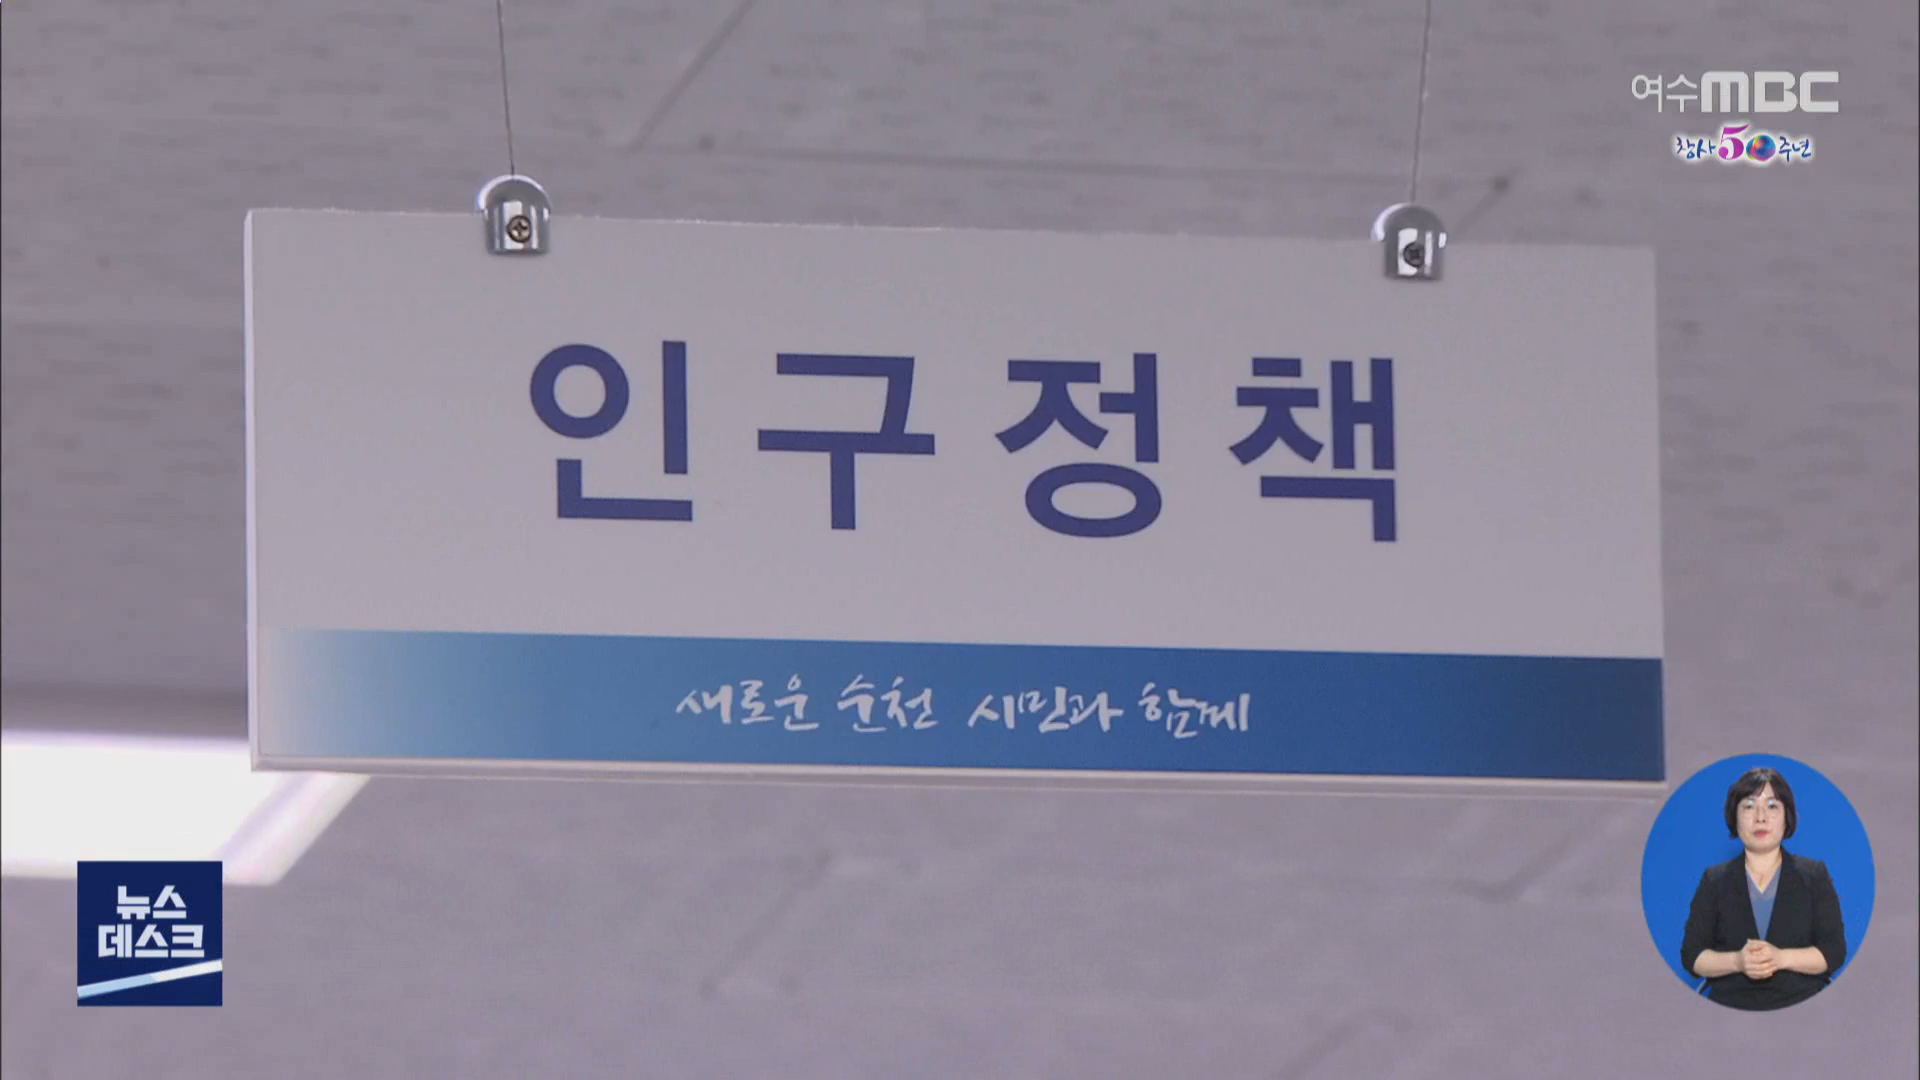 여수MBC
창사50주년
인구정책
새로운 순천 시민과 함께
뉴스
데스크